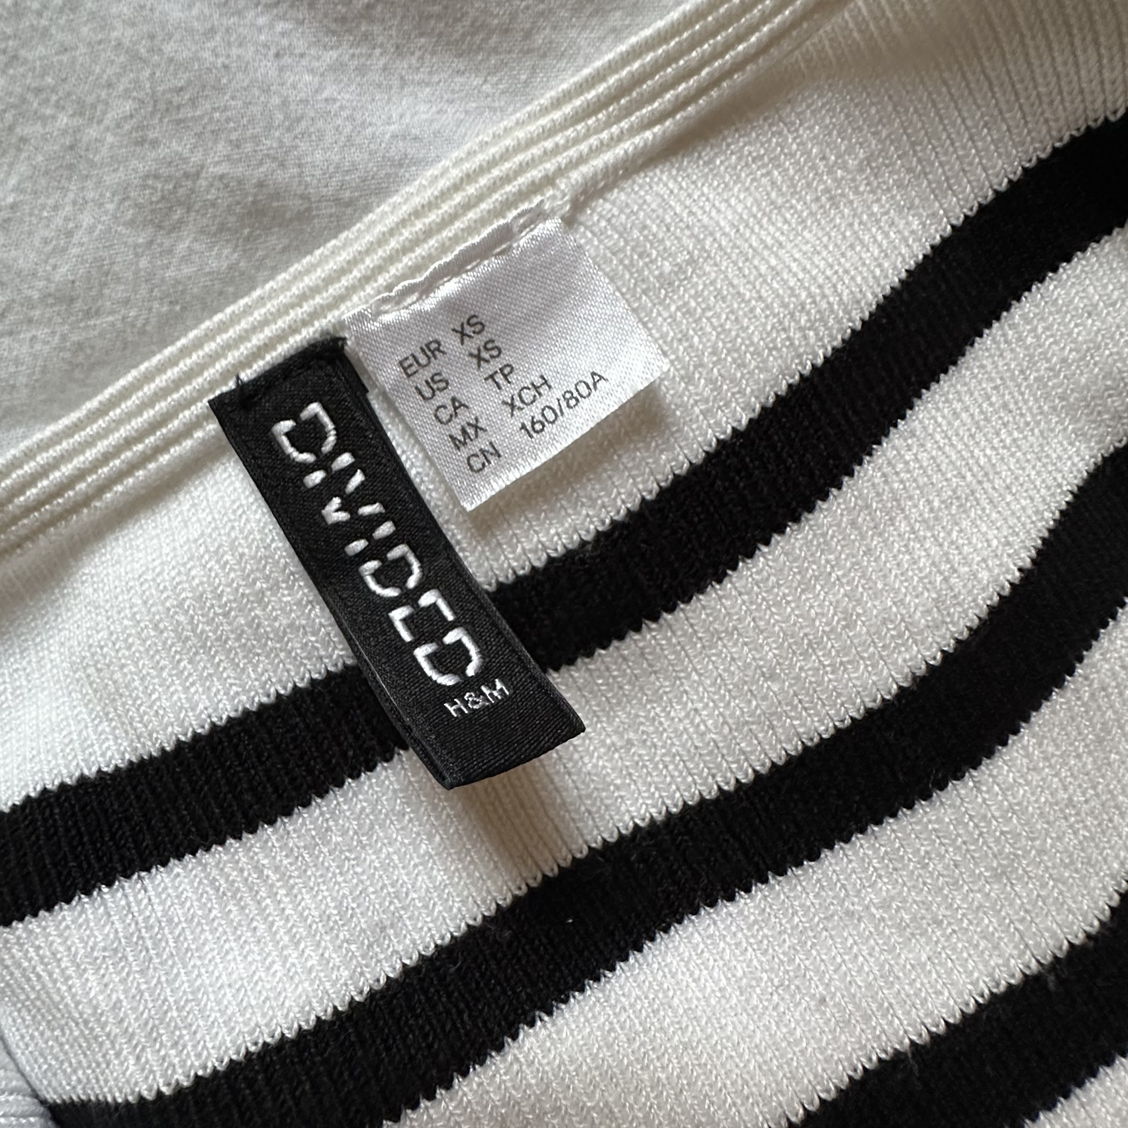 DIVIDED
H&M
EUR XS
US XS
CA TP
MX XCH
CN 160/80A